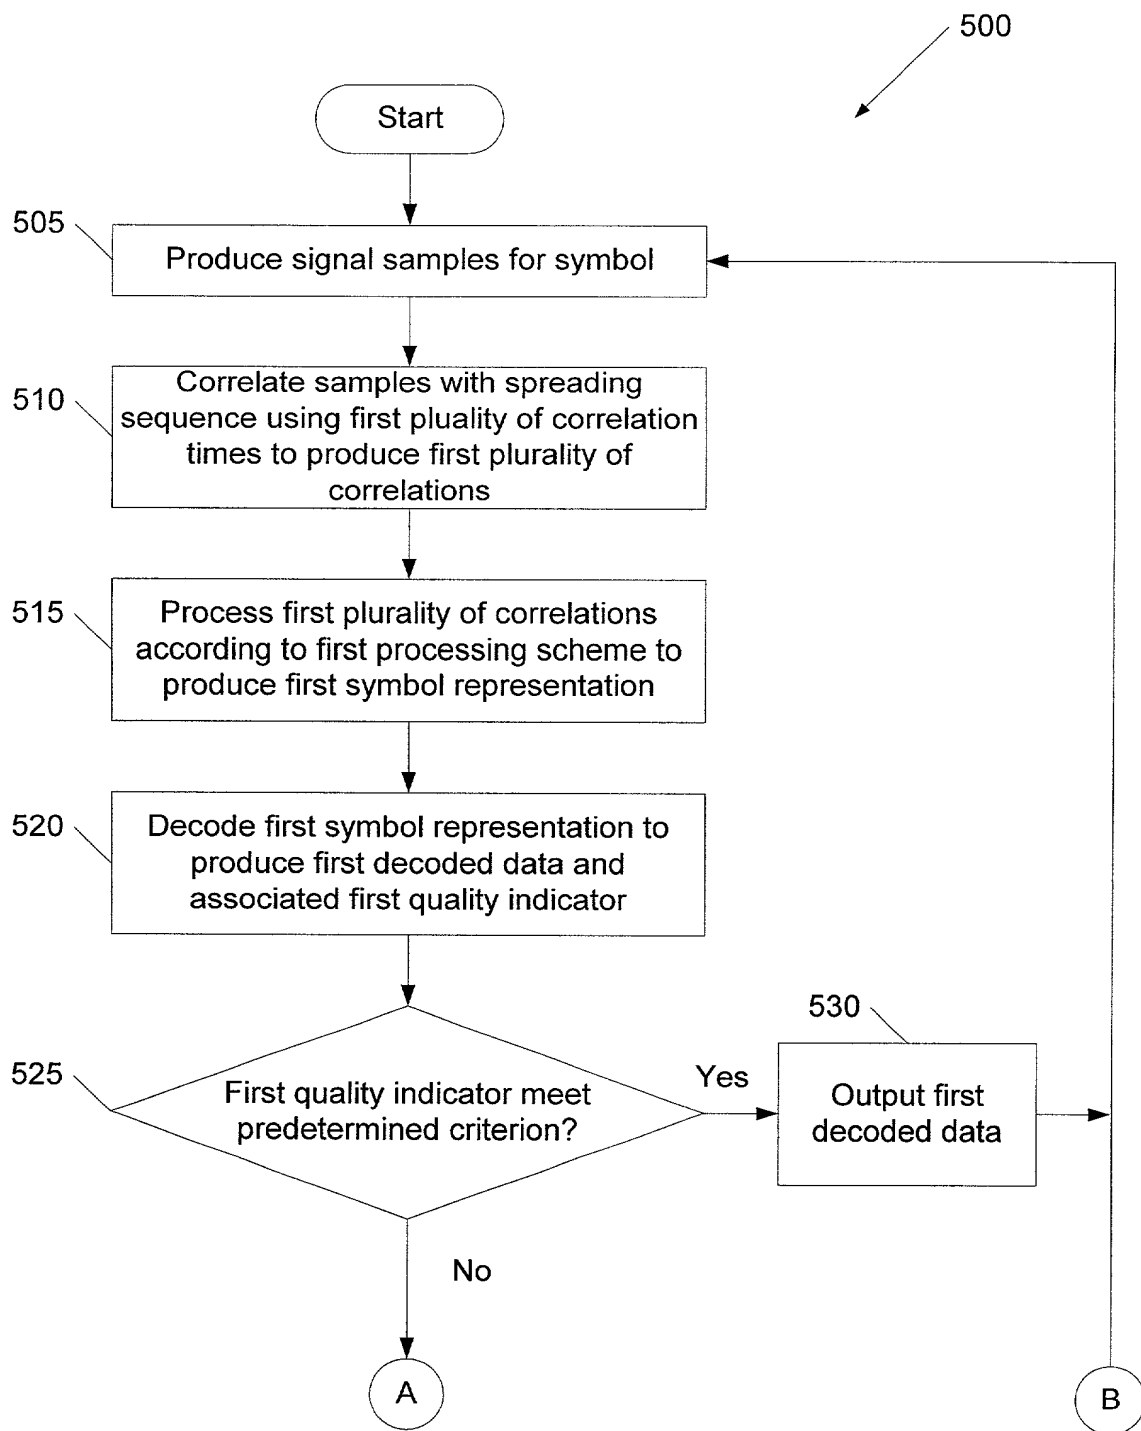 500
Start
505
Produce signal samples for symbol
510
Correlate samples with spreading
sequence using first pluality of correlation
times to produce first plurality of
correlations
515
Process first plurality of correlations
according to first processing scheme to
produce first symbol representation
520
Decode first symbol representation to
produce first decoded data and
associated first quality indicator
530
525
First quality indicator meet
predetermined criterion?
Yes
Output first
decoded data
No
A
B